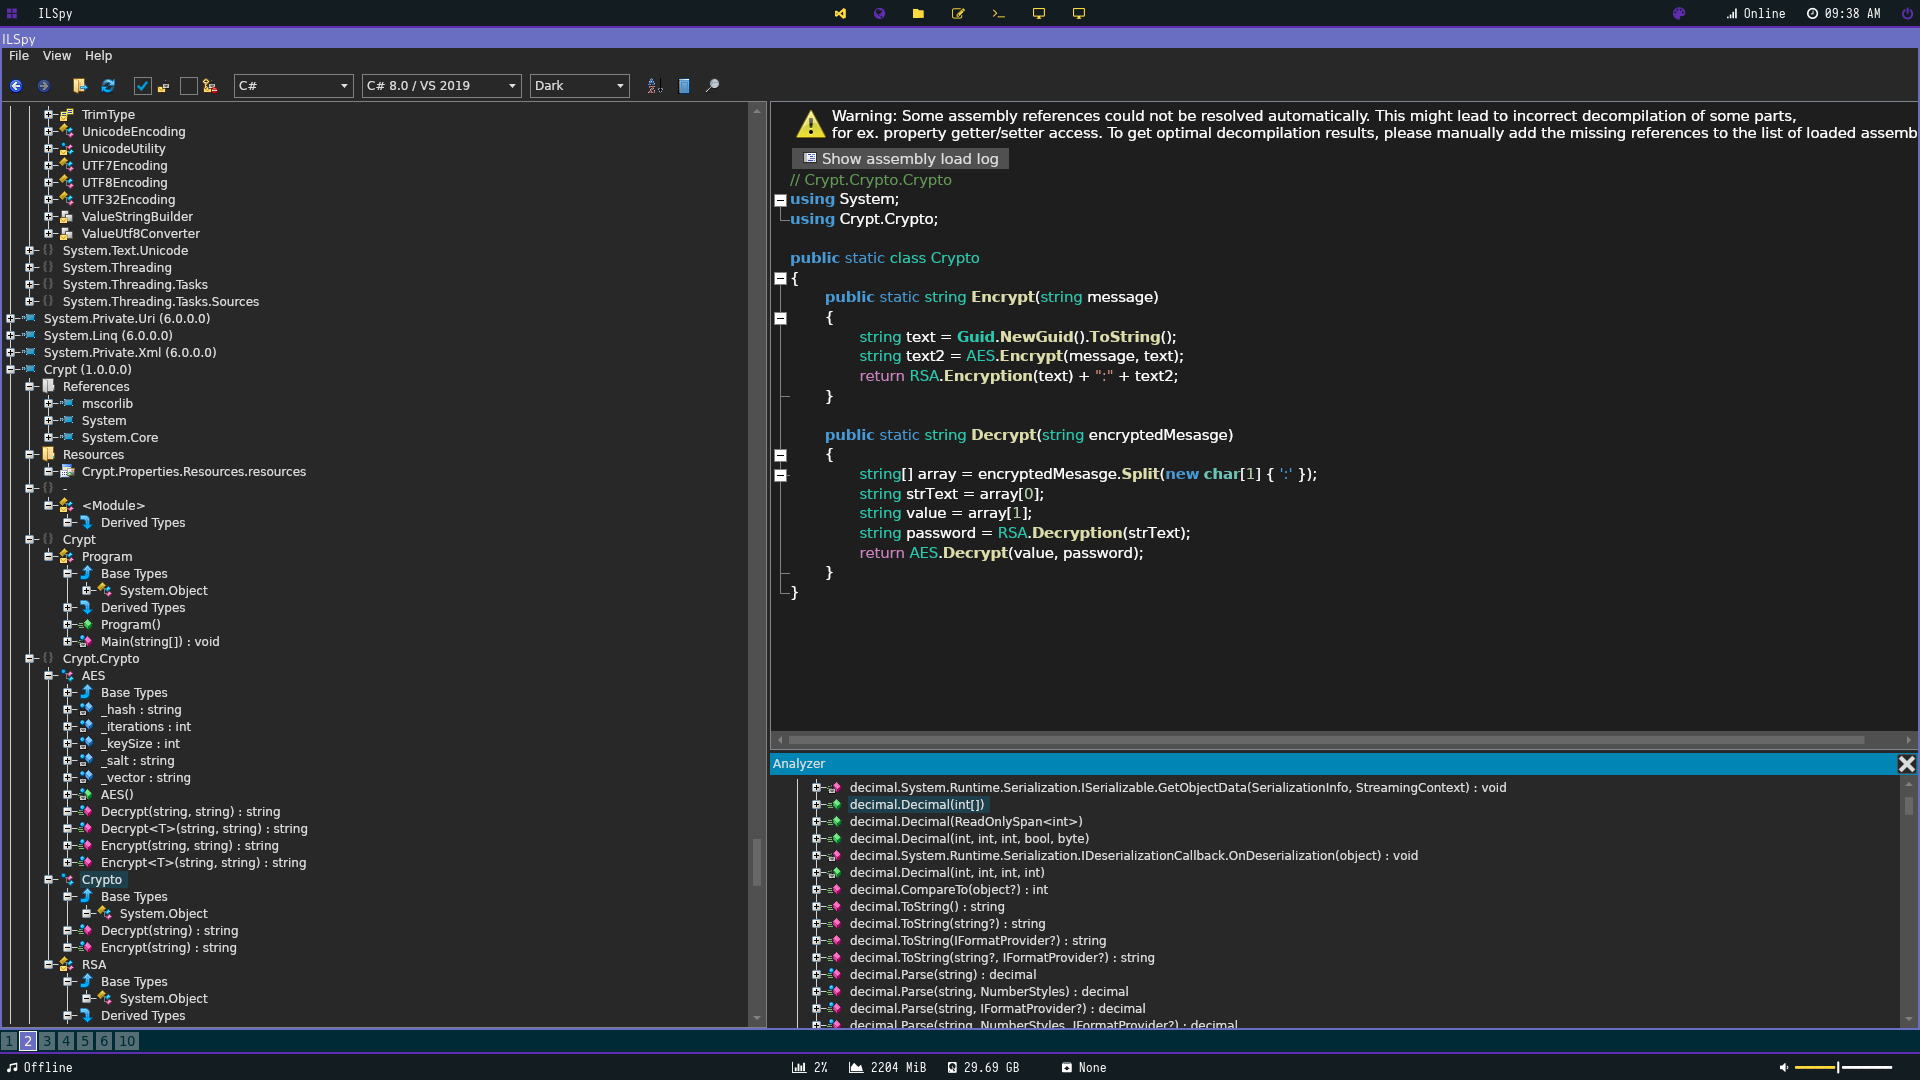 ILSpy
Online
09:38 AM
ILSpy
File View Help
C#
C# 8.0 / VS 2019
Dark
TrimType
UnicodeEncoding
UnicodeUtility
UTF7Encoding
UTF8Encoding
UTF32Encoding
ValueStringBuilder
ValueUtf8Converter
System.Text.Unicode
System.Threading
System.Threading.Tasks
System.Threading.Tasks.Sources
System.Private.Uri (6.0.0.0)
System.Linq (6.0.0.0)
System.Private.Xml (6.0.0.0)
Crypt (1.0.0.0)
References
mscorlib
System
System.Core
Resources
Crypt.Properties.Resources.resources
-
<Module>
Derived Types
Crypt
Program
Base Types
System.Object
Derived Types
Program()
Main(string[]) : void
Crypt.Crypto
AES
Base Types
_hash : string
_iterations : int
_keySize : int
_salt : string
_vector : string
AES()
Decrypt(string, string) : string
Decrypt<T>(string, string) : string
Encrypt(string, string) : string
Encrypt<T>(string, string) : string
Crypto
Base Types
System.Object
Decrypt(string) : string
Encrypt(string) : string
RSA
Base Types
System.Object
Derived Types
Warning: Some assembly references could not be resolved automatically. This might lead to incorrect decompilation of some parts,
for ex. property getter/setter access. To get optimal decompilation results, please manually add the missing references to the list of loaded assemb
Show assembly load log
// Crypt.Crypto.Crypto
using System;
using Crypt.Crypto;
public static class Crypto
{
public static string Encrypt(string message)
{
string text = Guid.NewGuid().ToString();
string text2 = AES.Encrypt(message, text);
return RSA.Encryption(text) + ":" + text2;
}
public static string Decrypt(string encryptedMesasge)
{
string[] array = encryptedMesasge.Split(new char[1] { ':' });
string strText = array[0];
string value = array[1];
string password = RSA.Decryption(strText);
return AES.Decrypt(value, password);
}
}
Analyzer
decimal.System.Runtime.Serialization.ISerializable.GetObjectData(SerializationInfo, StreamingContext) : void
decimal.Decimal(int[])
decimal.Decimal(ReadOnlySpan<int>)
decimal.Decimal(int, int, int, bool, byte)
decimal.System.Runtime.Serialization.IDeserializationCallback.OnDeserialization(object) : void
decimal.Decimal(int, int, int, int)
decimal.CompareTo(object?) : int
decimal.ToString() : string
decimal.ToString(string?) : string
decimal.ToString(IFormatProvider?) : string
decimal.ToString(string?, IFormatProvider?) : string
decimal.Parse(string) : decimal
decimal.Parse(string, NumberStyles) : decimal
decimal.Parse(string, IFormatProvider?) : decimal
decimal.Parse(string, NumberStyles, IFormatProvider?) : decimal
1 2 3 4 5 6 10
Offline
2%
2204 MiB
29.69 GB
None